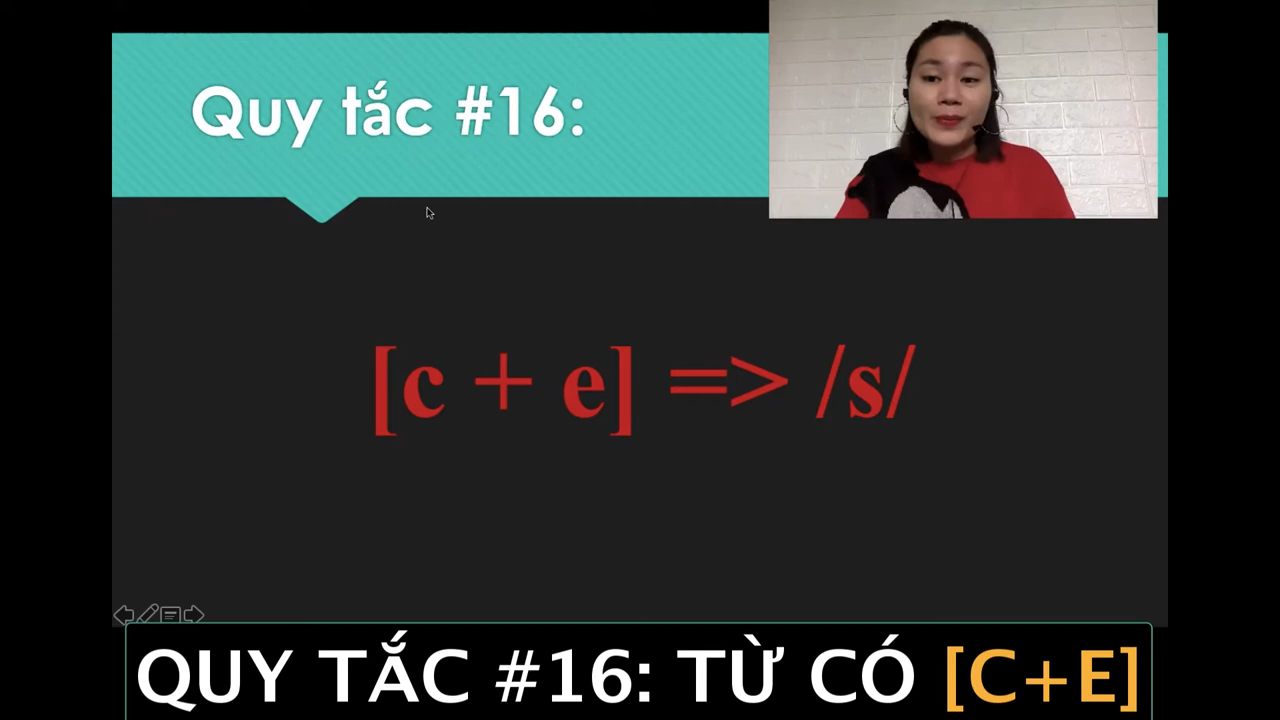 Quy tắc #16:
[c + e] => /s/
QUY TẮC #16: TỪ CÓ [C+E]